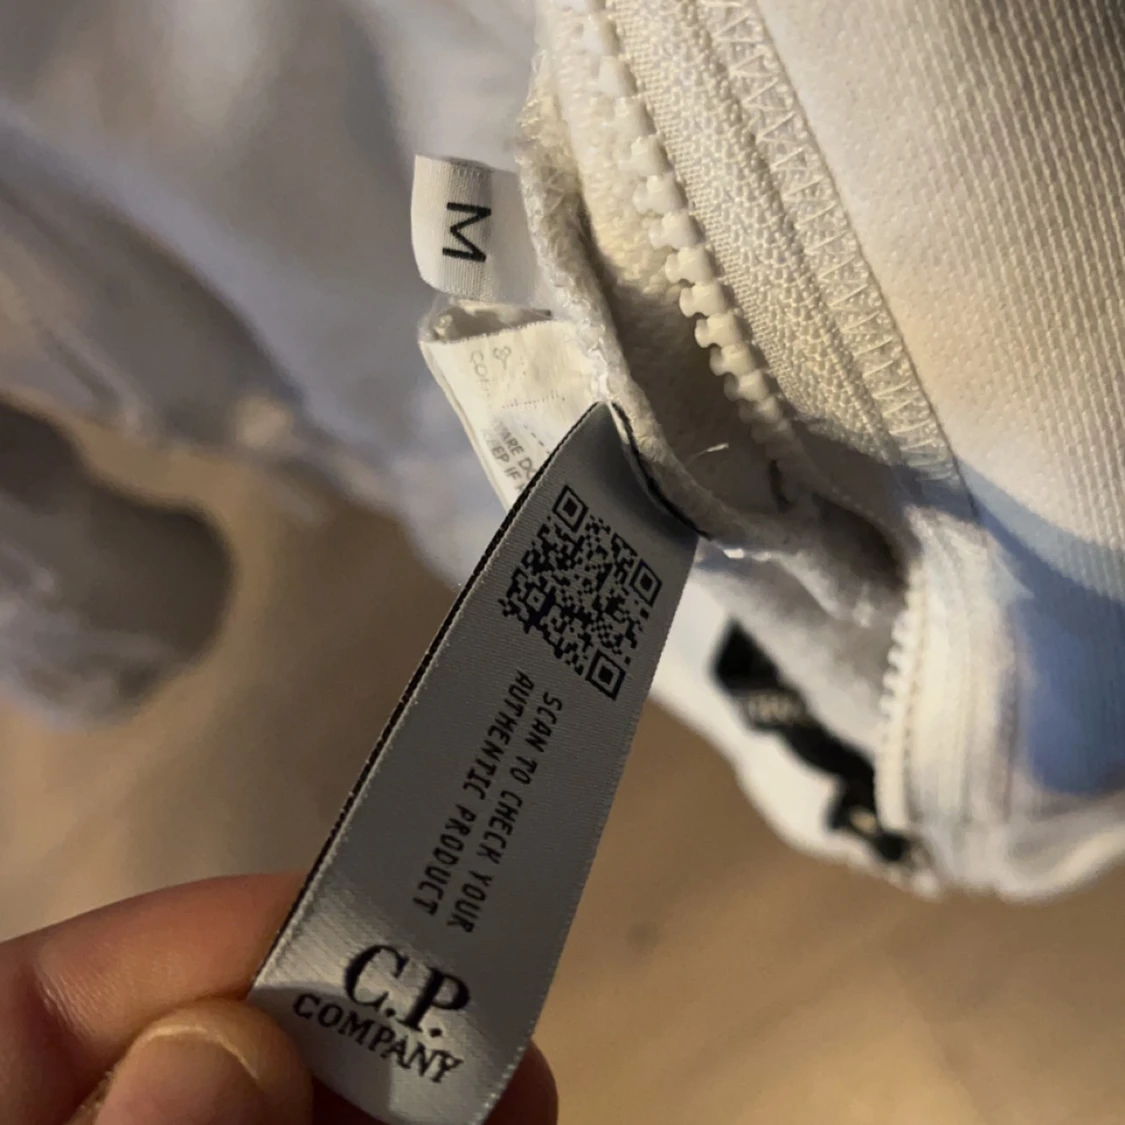 M
SCAN TO CHECK YOUR
AUTHENTIC PRODUCT
C.P.
COMPANY